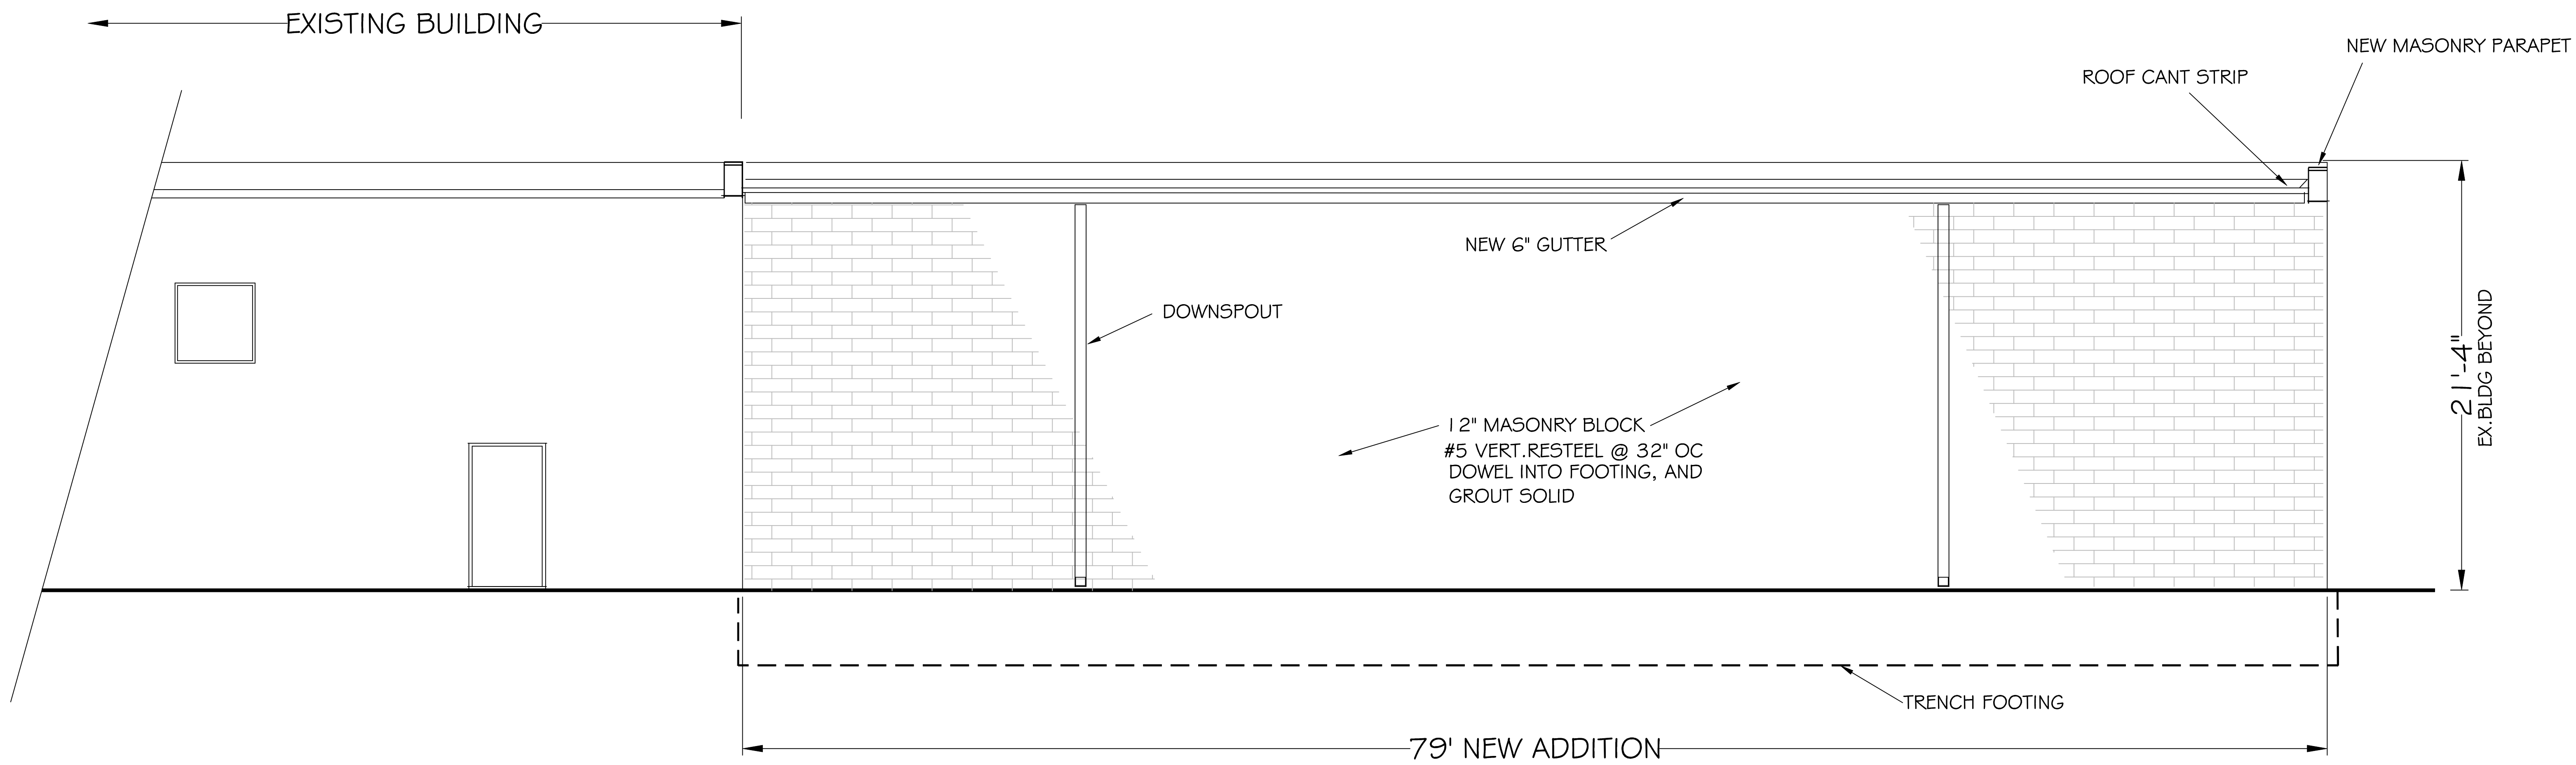 EXISTING BUILDING
NEW MASONRY PARAPET
ROOF CANT STRIP
NEW 6" GUTTER
DOWNSPOUT
12" MASONRY BLOCK
#5 VERT.RESTEEL @ 32" OC
DOWEL INTO FOOTING, AND
GROUT SOLID
21'-4"
EX.BLDG BEYOND
TRENCH FOOTING
79' NEW ADDITION